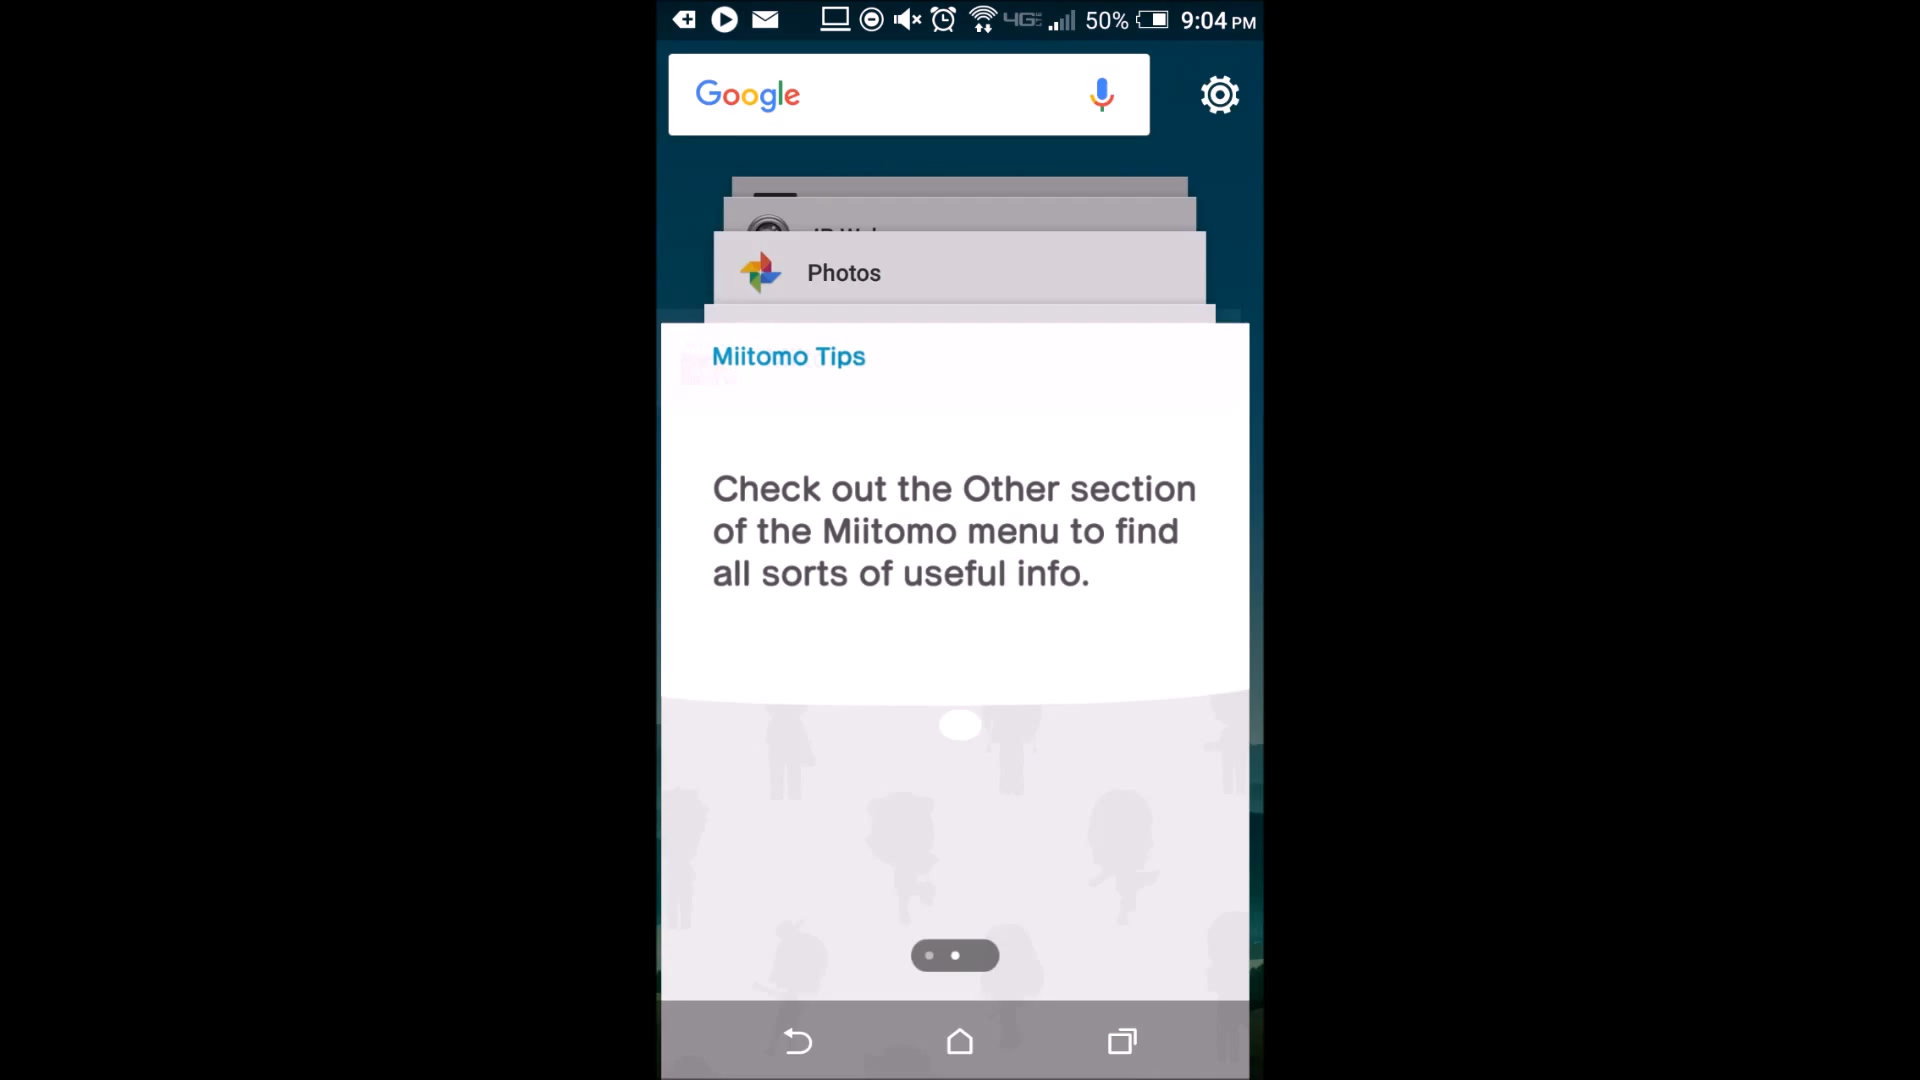 4G 50% 9:04 PM
Google
Photos
Miitomo Tips
Check out the Other section
of the Miitomo menu to find
all sorts of useful info.